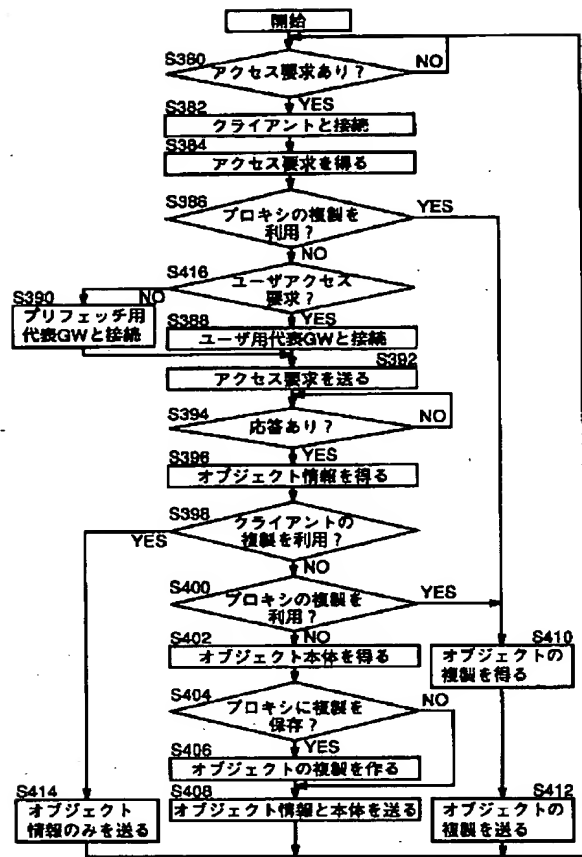 開始
S380
アクセス要求あり？
NO
YES
S382
クライアントと接続
S384
アクセス要求を得る
S386
プロキシの複製を
利用？
YES
NO
S416
ユーザアクセス
要求？
NO
S390
プリフェッチ用
代表GWと接続
YES
S388
ユーザ用代表GWと接続
S392
アクセス要求を送る
S394
応答あり？
NO
YES
S396
オブジェクト情報を得る
S398
クライアントの
複製を利用？
YES
NO
S400
プロキシの複製を
利用？
YES
NO
S402
オブジェクト本体を得る
S410
オブジェクトの
複製を得る
S404
プロキシに複製を
保存？
NO
YES
S406
オブジェクトの複製を作る
S414
オブジェクト
情報のみを送る
S408
オブジェクト情報と本体を送る
S412
オブジェクトの
複製を送る